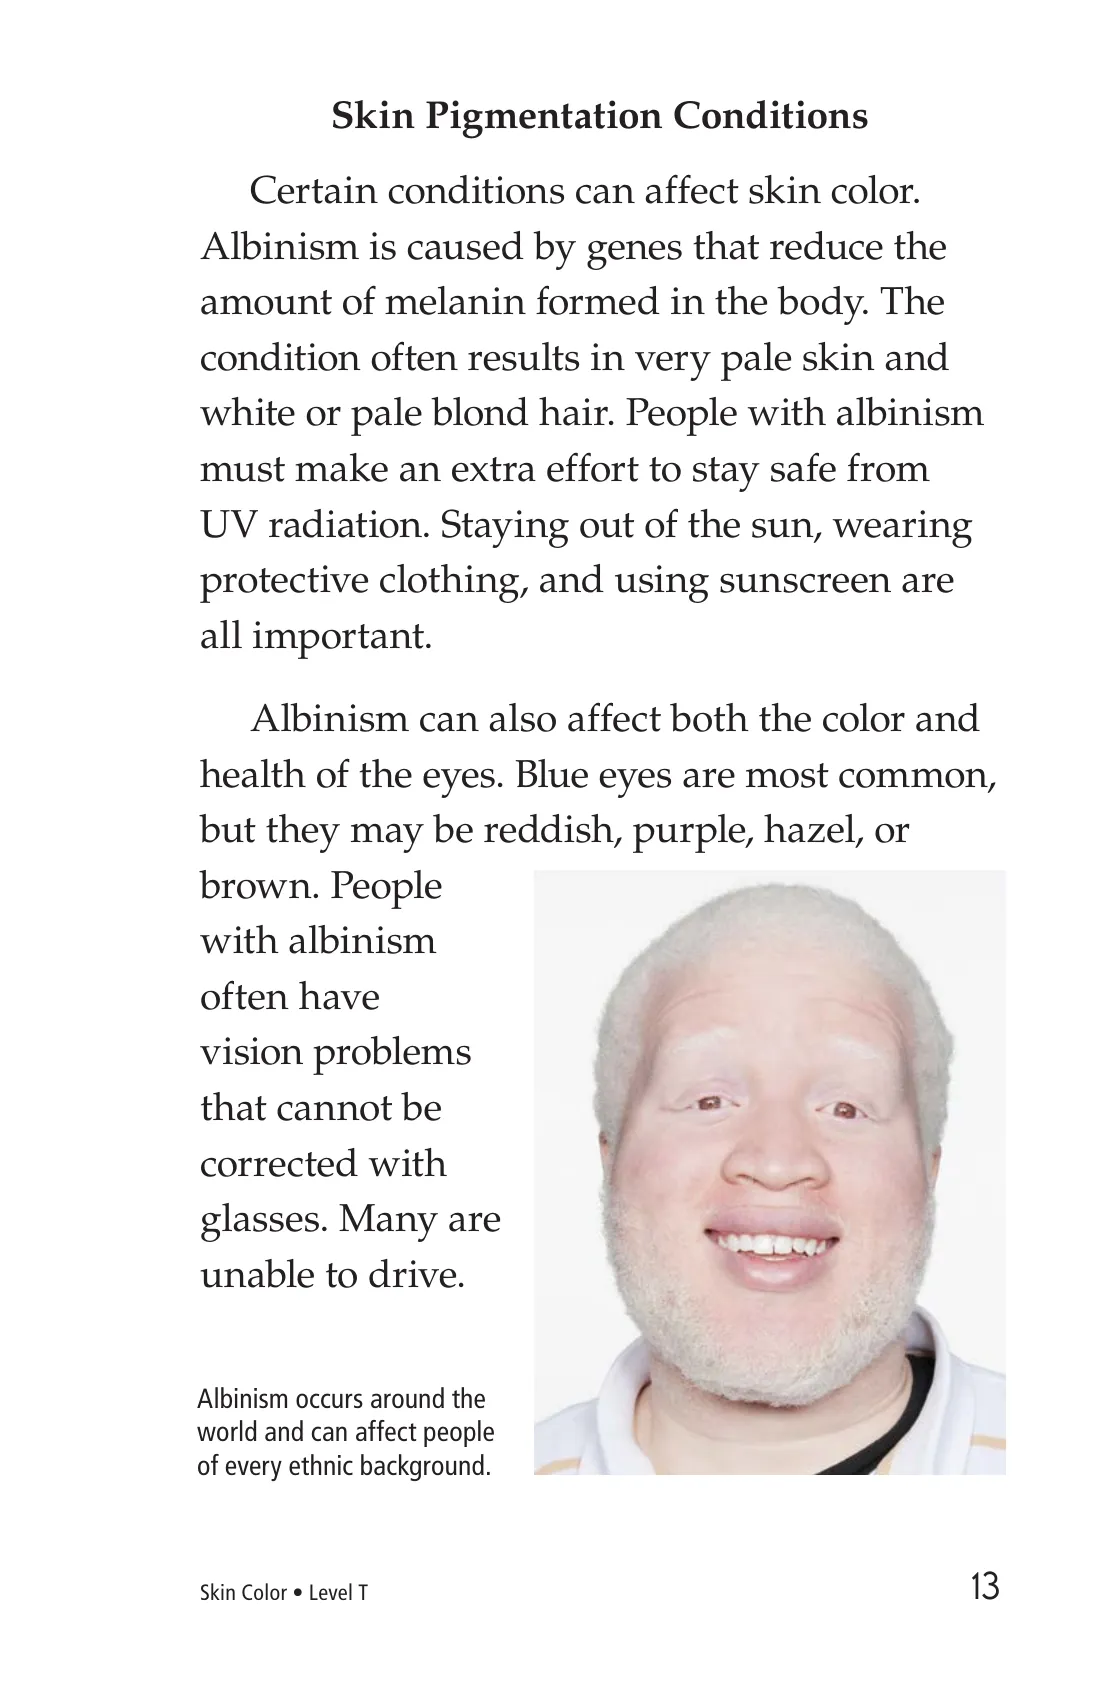 Skin Pigmentation Conditions
Certain conditions can affect skin color.
Albinism is caused by genes that reduce the
amount of melanin formed in the body. The
condition often results in very pale skin and
white or pale blond hair. People with albinism
must make an extra effort to stay safe from
UV radiation. Staying out of the sun, wearing
protective clothing, and using sunscreen are
all important.
Albinism can also affect both the color and
health of the eyes. Blue eyes are most common,
but they may be reddish, purple, hazel, or
brown. People
with albinism
often have
vision problems
that cannot be
corrected with
glasses. Many are
unable to drive.
Albinism occurs around the
world and can affect people
of every ethnic background.
Skin Color • Level T
13